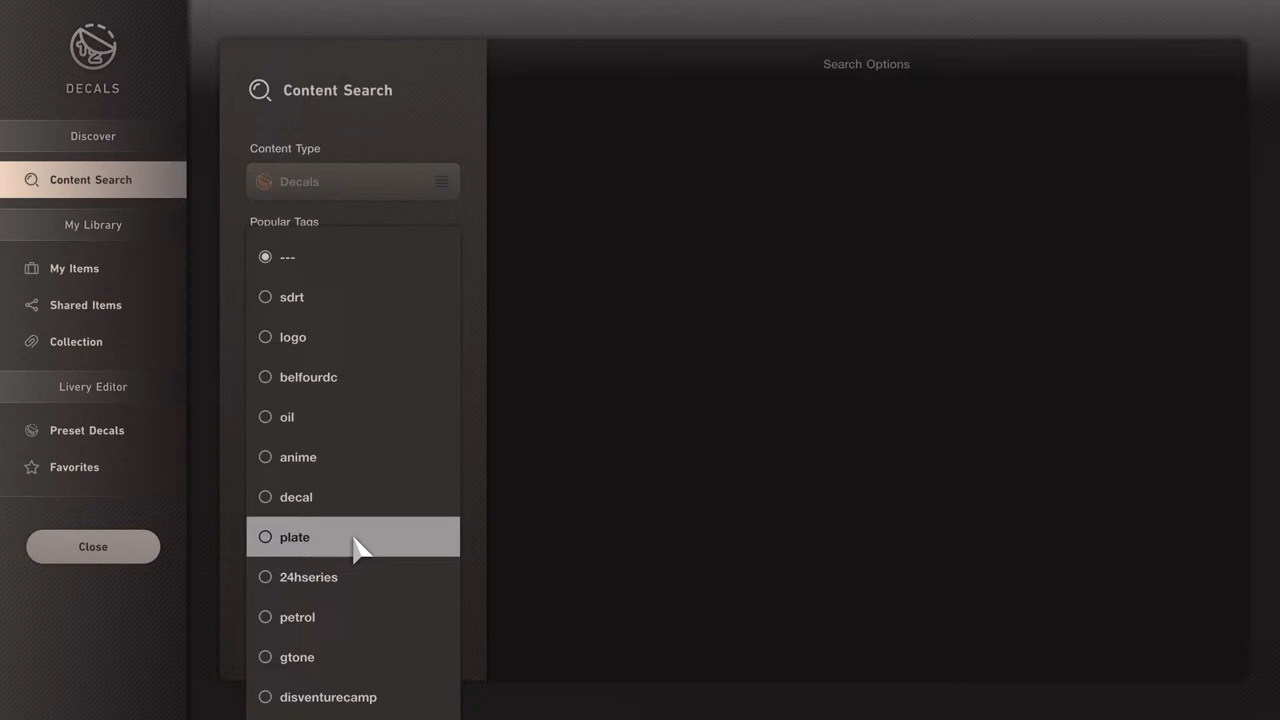 DECALS
Discover
Content Search
My Library
My Items
Shared Items
Collection
Livery Editor
Preset Decals
Favorites
Close
Content Search
Content Type
Decals
Popular Tags
---
sdrt
logo
belfourdc
oil
anime
decal
plate
24hseries
petrol
gtone
disventurecamp
Search Options